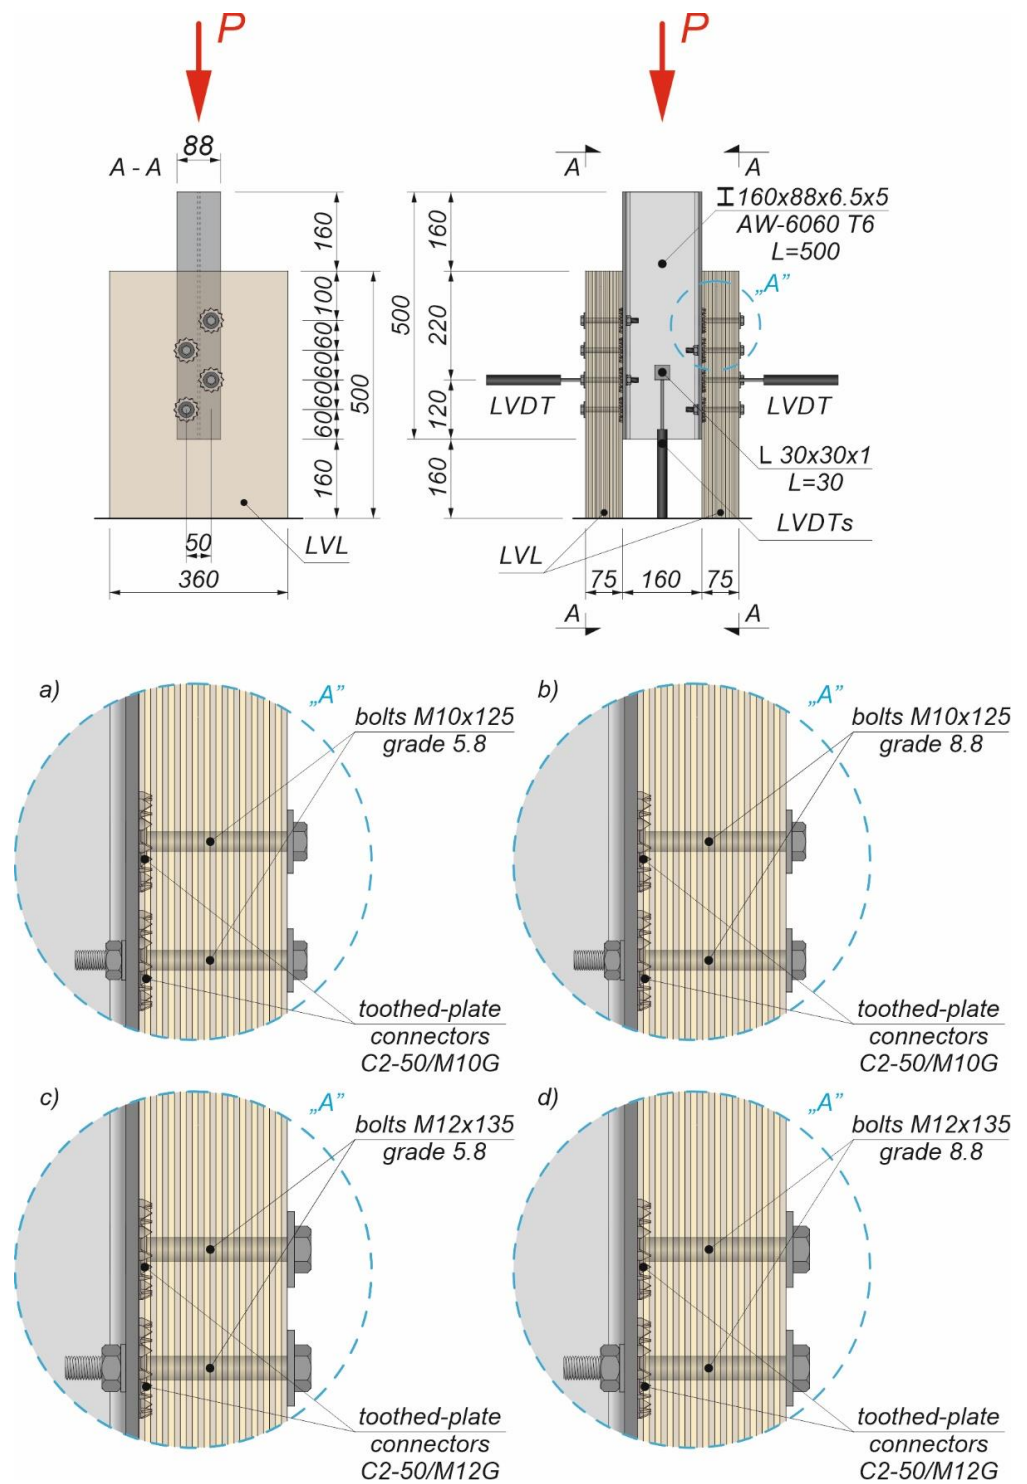 P
P
88
A - A
A
A
160
100
60
60
60
60
160
500
50
360
LVL
500
160
220
120
160
I 160x88x6.5x5
AW-6060 T6
L=500
„A”
LVDT
LVDT
L 30x30x1
L=30
LVDTs
LVL
75
160
75
A
A
a)
„A”
bolts M10x125
grade 5.8
toothed-plate
connectors
C2-50/M10G
b)
„A”
bolts M10x125
grade 8.8
toothed-plate
connectors
C2-50/M10G
c)
„A”
bolts M12x135
grade 5.8
toothed-plate
connectors
C2-50/M12G
d)
„A”
bolts M12x135
grade 8.8
toothed-plate
connectors
C2-50/M12G